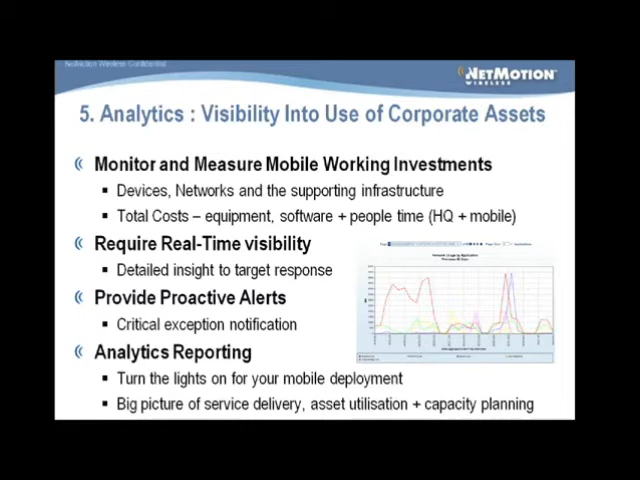 NetMotion Wireless Confidential
NETMOTION
WIRELESS
5. Analytics : Visibility Into Use of Corporate Assets
Monitor and Measure Mobile Working Investments
Devices, Networks and the supporting infrastructure
Total Costs – equipment, software + people time (HQ + mobile)
Require Real-Time visibility
Detailed insight to target response
Provide Proactive Alerts
Critical exception notification
Analytics Reporting
Turn the lights on for your mobile deployment
Big picture of service delivery, asset utilisation + capacity planning